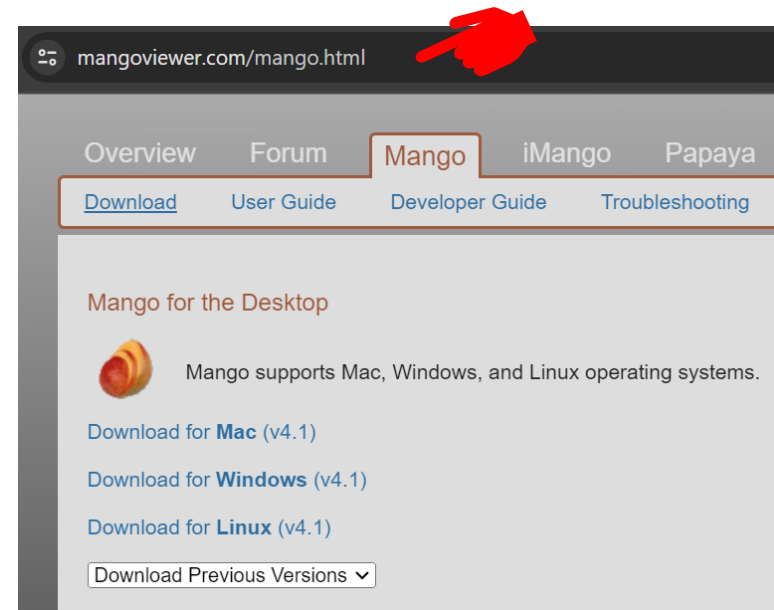 mangoviewer.com/mango.html
Overview Forum Mango iMango Papaya
Download User Guide Developer Guide Troubleshooting
Mango for the Desktop
Mango supports Mac, Windows, and Linux operating systems.
Download for Mac (v4.1)
Download for Windows (v4.1)
Download for Linux (v4.1)
Download Previous Versions